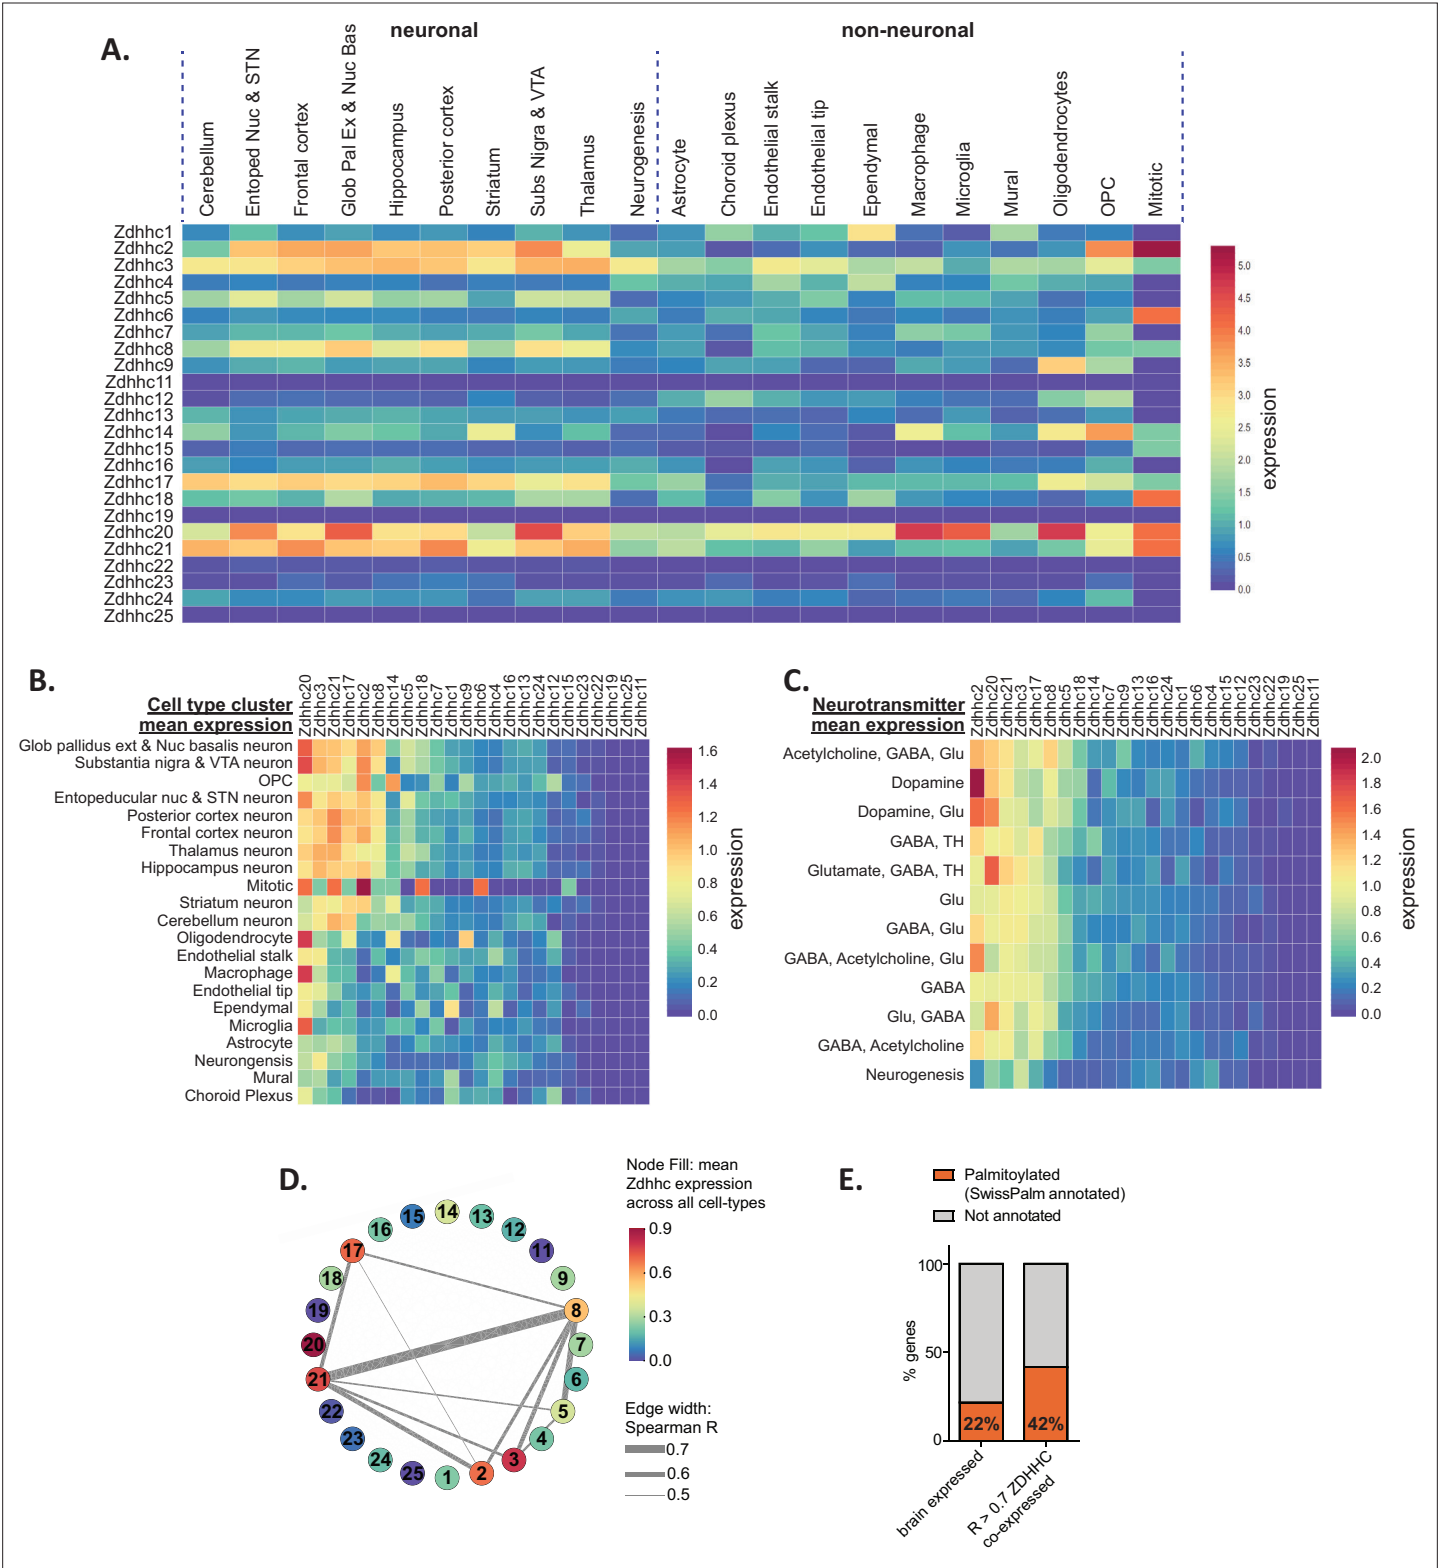 A.
neuronal
non-neuronal
Cerebellum
Entoped Nuc & STN
Frontal cortex
Glob Pal Ex & Nuc Bas
Hippocampus
Posterior cortex
Striatum
Subs Nigra & VTA
Thalamus
Neurogenesis
Astrocyte
Choroid plexus
Endothelial stalk
Endothelial tip
Ependymal
Macrophage
Microglia
Mural
Oligodendrocytes
OPC
Mitotic
Zdhhc1
Zdhhc2
Zdhhc3
Zdhhc4
Zdhhc5
Zdhhc6
Zdhhc7
Zdhhc8
Zdhhc9
Zdhhc11
Zdhhc12
Zdhhc13
Zdhhc14
Zdhhc15
Zdhhc16
Zdhhc17
Zdhhc18
Zdhhc19
Zdhhc20
Zdhhc21
Zdhhc22
Zdhhc23
Zdhhc24
Zdhhc25
5.0
4.5
4.0
3.5
3.0
2.5
2.0
1.5
1.0
0.5
0.0
expression
B.
Cell type cluster
mean expression
Zdhhc20
Zdhhc3
Zdhhc21
Zdhhc17
Zdhhc2
Zdhhc8
Zdhhc14
Zdhhc5
Zdhhc18
Zdhhc7
Zdhhc1
Zdhhc9
Zdhhc6
Zdhhc4
Zdhhc16
Zdhhc13
Zdhhc24
Zdhhc12
Zdhhc15
Zdhhc23
Zdhhc22
Zdhhc19
Zdhhc25
Zdhhc11
Glob pallidus ext & Nuc basalis neuron
Substantia nigra & VTA neuron
OPC
Entopeducular nuc & STN neuron
Posterior cortex neuron
Frontal cortex neuron
Thalamus neuron
Hippocampus neuron
Mitotic
Striatum neuron
Cerebellum neuron
Oligodendrocyte
Endothelial stalk
Macrophage
Endothelial tip
Ependymal
Microglia
Astrocyte
Neurongensis
Mural
Choroid Plexus
1.6
1.4
1.2
1.0
0.8
0.6
0.4
0.2
0.0
expression
C.
Neurotransmitter
mean expression
Zdhhc2
Zdhhc20
Zdhhc21
Zdhhc3
Zdhhc17
Zdhhc8
Zdhhc5
Zdhhc18
Zdhhc14
Zdhhc7
Zdhhc9
Zdhhc13
Zdhhc16
Zdhhc24
Zdhhc1
Zdhhc6
Zdhhc4
Zdhhc15
Zdhhc12
Zdhhc23
Zdhhc22
Zdhhc19
Zdhhc25
Zdhhc11
Acetylcholine, GABA, Glu
Dopamine
Dopamine, Glu
GABA, TH
Glutamate, GABA, TH
Glu
GABA, Glu
GABA, Acetylcholine, Glu
GABA
Glu, GABA
GABA, Acetylcholine
Neurogenesis
2.0
1.8
1.6
1.4
1.2
1.0
0.8
0.6
0.4
0.2
0.0
expression
D.
14
13
12
11
9
8
7
6
5
4
3
2
1
25
24
23
22
21
20
19
18
17
16
15
Node Fill: mean
Zdhhc expression
across all cell-types
0.9
0.6
0.3
0.0
Edge width:
Spearman R
0.7
0.6
0.5
E.
Palmitoylated
(SwissPalm annotated)
Not annotated
% genes
100
50
0
22%
42%
brain expressed
R > 0.7 ZDHHC
co-expressed